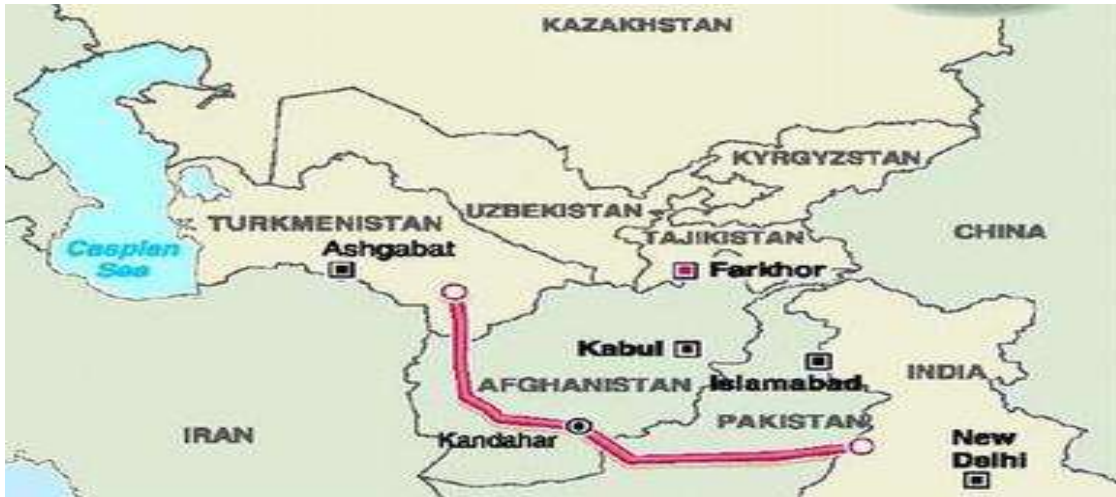 KAZAKHSTAN
KYRGYZSTAN
UZBEKISTAN
TURKMENISTAN
TAJIKISTAN
CHINA
Ashgabat
Caspian
Sea
Farkhor
Kabul
Islamabad
INDIA
AFGHANISTAN
PAKISTAN
IRAN
Kandahar
New
Delhi